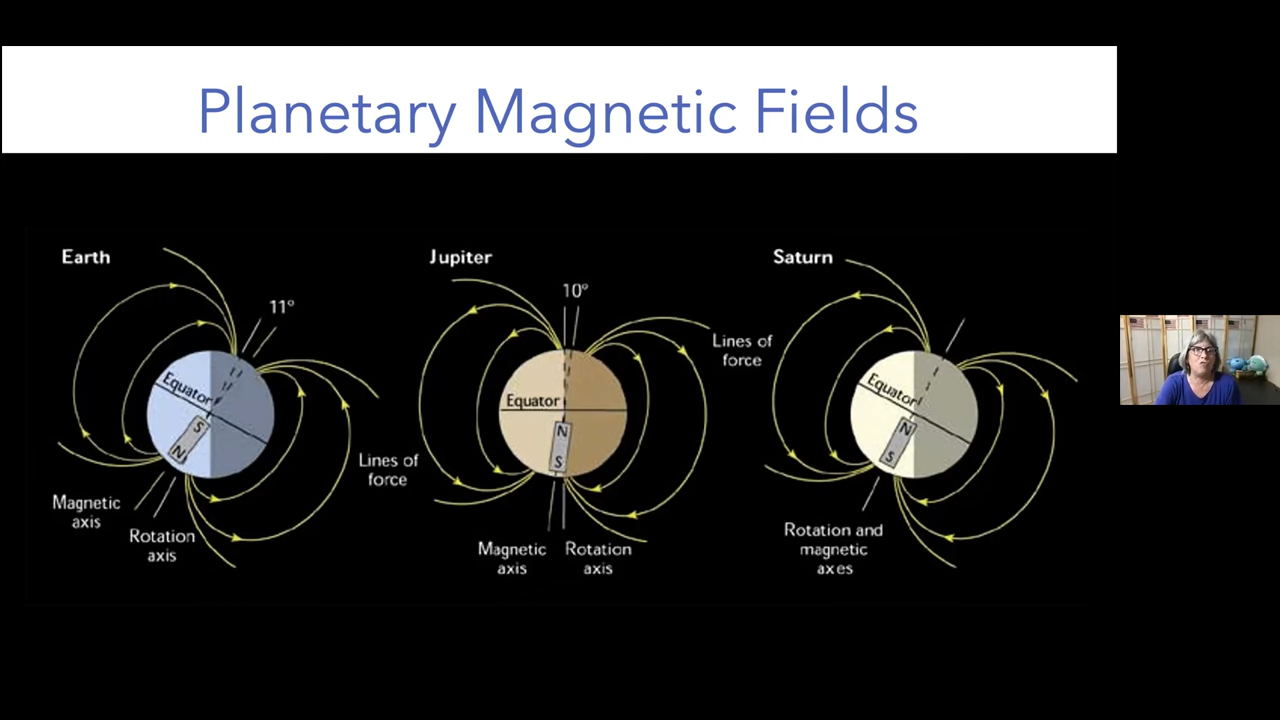 Planetary Magnetic Fields
Earth
11°
Equator
S
N
Magnetic
axis
Rotation
axis
Lines of
force
Jupiter
10°
Equator
N
S
Magnetic
axis
Rotation
axis
Lines of
force
Saturn
Equator
N
S
Rotation and
magnetic
axes